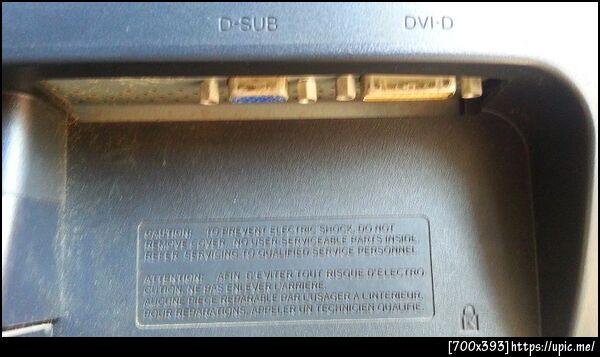 D-SUB DVI-D
CAUTION: TO PREVENT ELECTRIC SHOCK, DO NOT
REMOVE COVER. NO USER SERVICEABLE PARTS INSIDE.
REFER SERVICING TO QUALIFIED SERVICE PERSONNEL.
ATTENTION: AFIN D'EVITER TOUT RISQUE D'ELECTRO
CUTION, NE PAS ENLEVER L'ARRIERE.
AUCUNE PIECE REPARABLE PAR L'USAGER A L'INTERIEUR.
POUR REPARATIONS, APPELER UN TECHNICIEN QUALIFIE.
[700x393]https://upic.me/